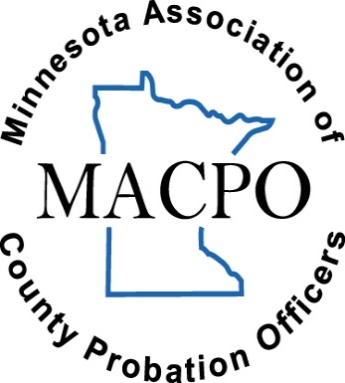 Minnesota Association of
MACPO
County Probation Officers